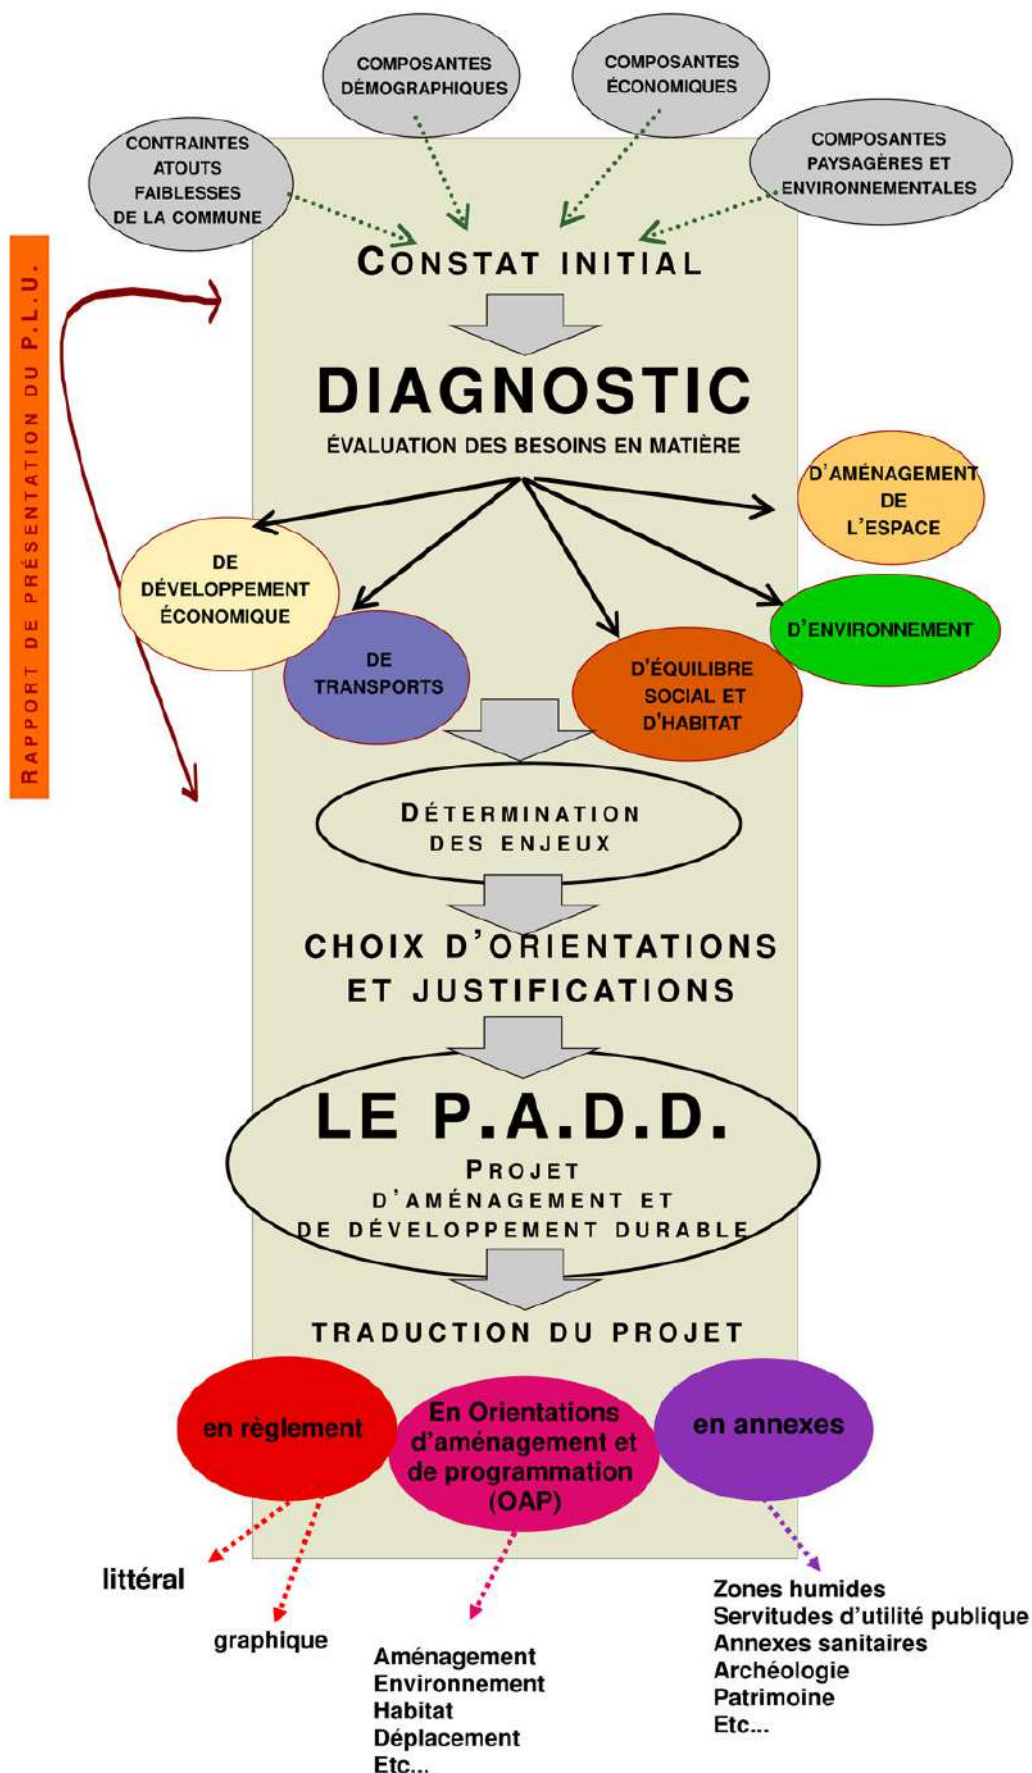 COMPOSANTES
DÉMOGRAPHIQUES
COMPOSANTES
ÉCONOMIQUES
CONTRAINTES
ATOUTS
FAIBLESSES
DE LA COMMUNE
COMPOSANTES
PAYSAGÈRES ET
ENVIRONNEMENTALES
RAPPORT DE PRÉSENTATION DU P.L.U.
CONSTAT INITIAL
DIAGNOSTIC
ÉVALUATION DES BESOINS EN MATIÈRE
DE
DÉVELOPPEMENT
ÉCONOMIQUE
DE
TRANSPORTS
D'ÉQUILIBRE
SOCIAL ET
D'HABITAT
D'ENVIRONNEMENT
D'AMÉNAGEMENT
DE
L'ESPACE
DÉTERMINATION
DES ENJEUX
CHOIX D'ORIENTATIONS
ET JUSTIFICATIONS
LE P.A.D.D.
PROJET
D'AMÉNAGEMENT ET
DE DÉVELOPPEMENT DURABLE
TRADUCTION DU PROJET
en règlement
En Orientations
d'aménagement et
de programmation
(OAP)
en annexes
littéral
graphique
Aménagement
Environnement
Habitat
Déplacement
Etc...
Zones humides
Servitudes d'utilité publique
Annexes sanitaires
Archéologie
Patrimoine
Etc...